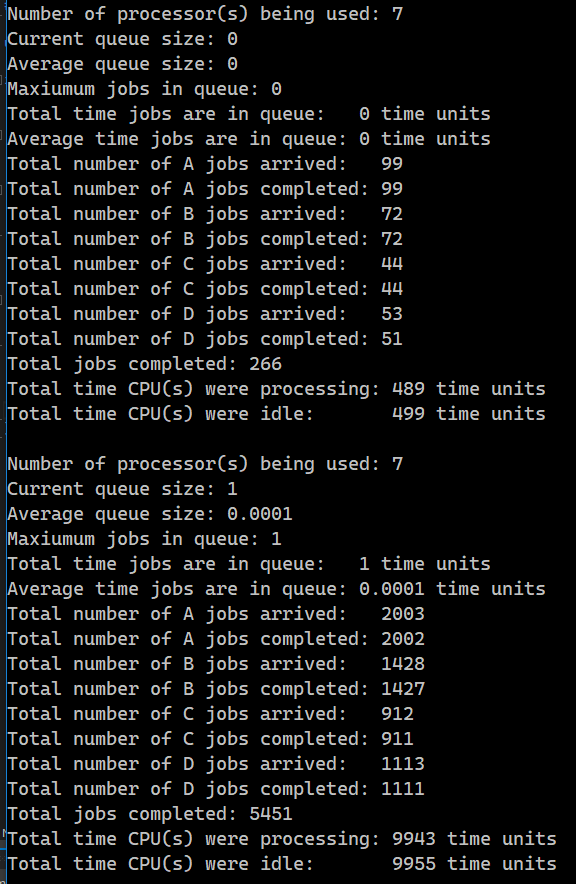 Number of processor(s) being used: 7
Current queue size: 0
Average queue size: 0
Maxiumum jobs in queue: 0
Total time jobs are in queue:   0 time units
Average time jobs are in queue: 0 time units
Total number of A jobs arrived:   99
Total number of A jobs completed: 99
Total number of B jobs arrived:   72
Total number of B jobs completed: 72
Total number of C jobs arrived:   44
Total number of C jobs completed: 44
Total number of D jobs arrived:   53
Total number of D jobs completed: 51
Total jobs completed: 266
Total time CPU(s) were processing: 489 time units
Total time CPU(s) were idle:       499 time units

Number of processor(s) being used: 7
Current queue size: 1
Average queue size: 0.0001
Maxiumum jobs in queue: 1
Total time jobs are in queue:   1 time units
Average time jobs are in queue: 0.0001 time units
Total number of A jobs arrived:   2003
Total number of A jobs completed: 2002
Total number of B jobs arrived:   1428
Total number of B jobs completed: 1427
Total number of C jobs arrived:   912
Total number of C jobs completed: 911
Total number of D jobs arrived:   1113
Total number of D jobs completed: 1111
Total jobs completed: 5451
Total time CPU(s) were processing: 9943 time units
Total time CPU(s) were idle:       9955 time units